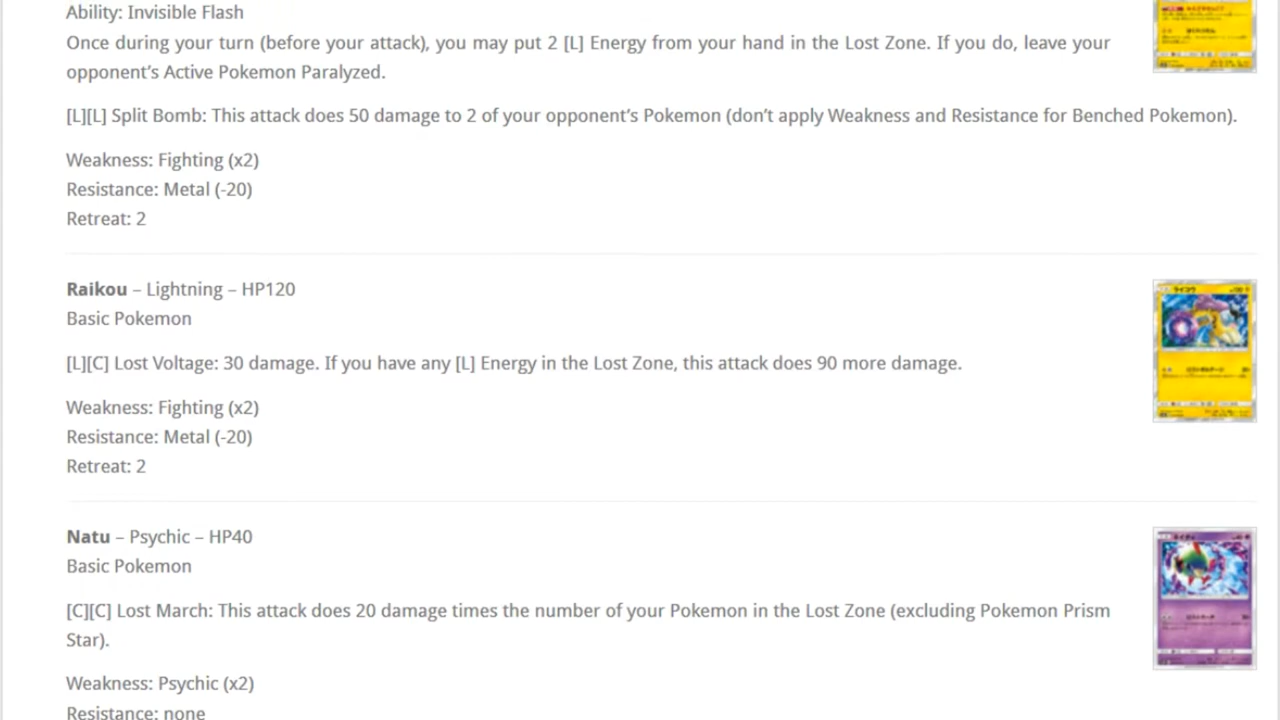 Ability: Invisible Flash
Once during your turn (before your attack), you may put 2 [L] Energy from your hand in the Lost Zone. If you do, leave your
opponent’s Active Pokemon Paralyzed.
[L][L] Split Bomb: This attack does 50 damage to 2 of your opponent’s Pokemon (don’t apply Weakness and Resistance for Benched Pokemon).
Weakness: Fighting (x2)
Resistance: Metal (-20)
Retreat: 2
Raikou – Lightning – HP120
Basic Pokemon
[L][C] Lost Voltage: 30 damage. If you have any [L] Energy in the Lost Zone, this attack does 90 more damage.
Weakness: Fighting (x2)
Resistance: Metal (-20)
Retreat: 2
Natu – Psychic – HP40
Basic Pokemon
[C][C] Lost March: This attack does 20 damage times the number of your Pokemon in the Lost Zone (excluding Pokemon Prism
Star).
Weakness: Psychic (x2)
Resistance: none